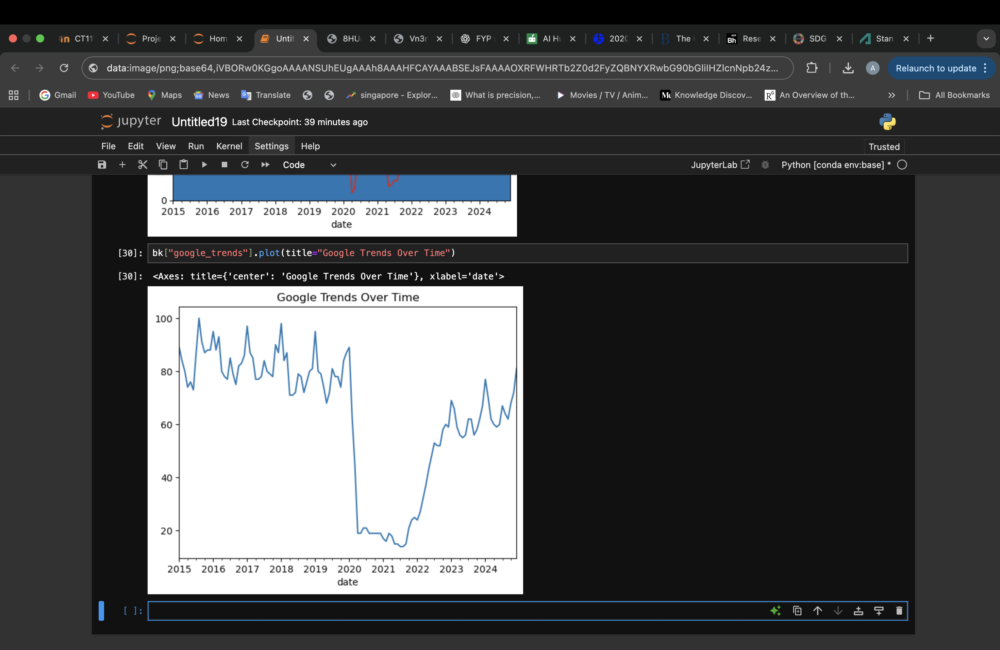 CT11
Proje
Hom
Untit
8HU
Vn3r
FYP
AI Hu
2020
The
Rese
SDG
Stan
data:image/png;base64,iVBORw0KGgoAAAANSUhEUgAAAh8AAAHFCAYAAABSEJsFAAAAOXRFWHRTb2Z0d2FyZQBNYXRwbG90bGliIHZlcnNpb24z...
A
Relaunch to update
Gmail
YouTube
Maps
News
Translate
singapore - Explor...
What is precision,...
Movies / TV / Anim...
Knowledge Discov...
An Overview of th...
All Bookmarks
jupyter Untitled19 Last Checkpoint: 39 minutes ago
File Edit View Run Kernel Settings Help
Trusted
Code
JupyterLab
Python [conda env:base] *
0
2015 2016 2017 2018 2019 2020 2021 2022 2023 2024
date
[30]: bk["google_trends"].plot(title="Google Trends Over Time")
[30]: <Axes: title={'center': 'Google Trends Over Time'}, xlabel='date'>
Google Trends Over Time
100
80
60
40
20
2015 2016 2017 2018 2019 2020 2021 2022 2023 2024
date
[ ]: